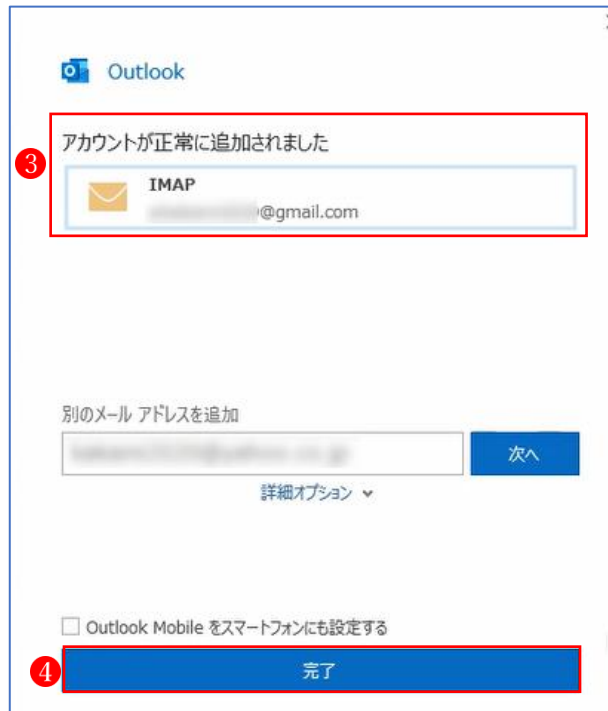 Outlook
アカウントが正常に追加されました
3
IMAP
@gmail.com
別のメール アドレスを追加
次へ
詳細オプション
Outlook Mobile をスマートフォンにも設定する
4
完了